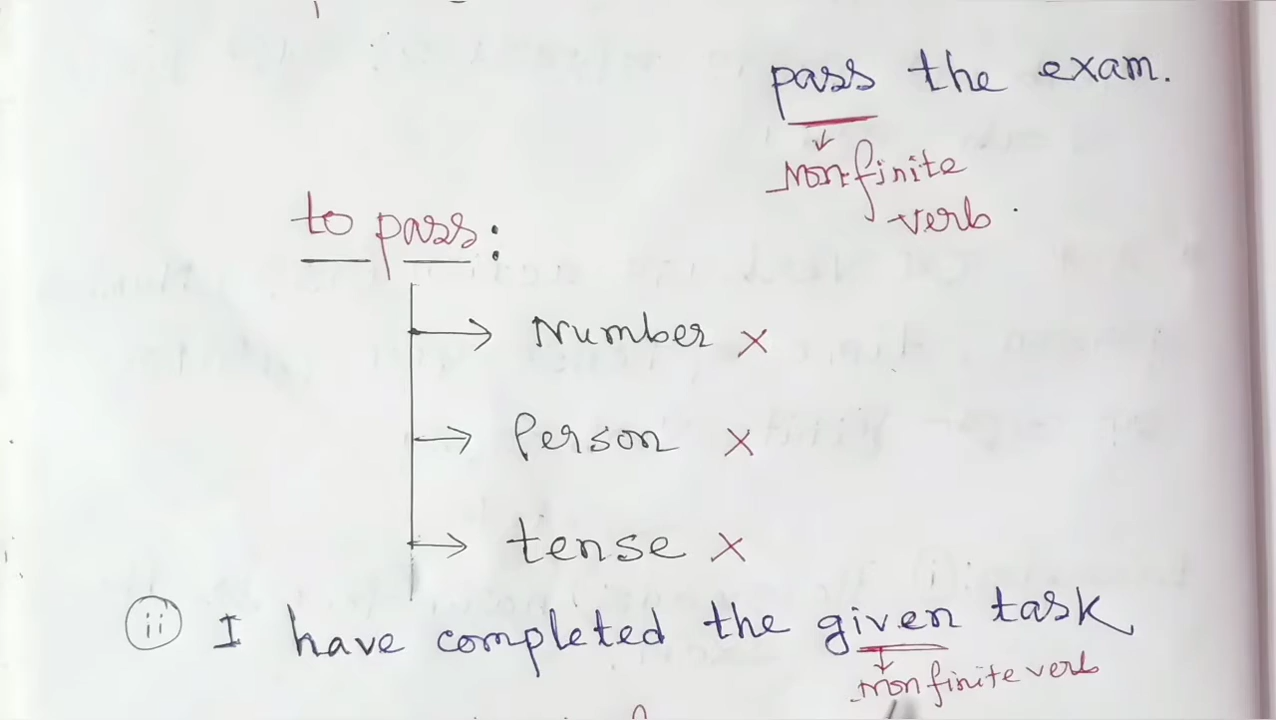 pass the exam.
Non-finite
verb.
to pass:
Number ×
Person ×
tense ×
(ii) I have completed the given task
Non finite verb